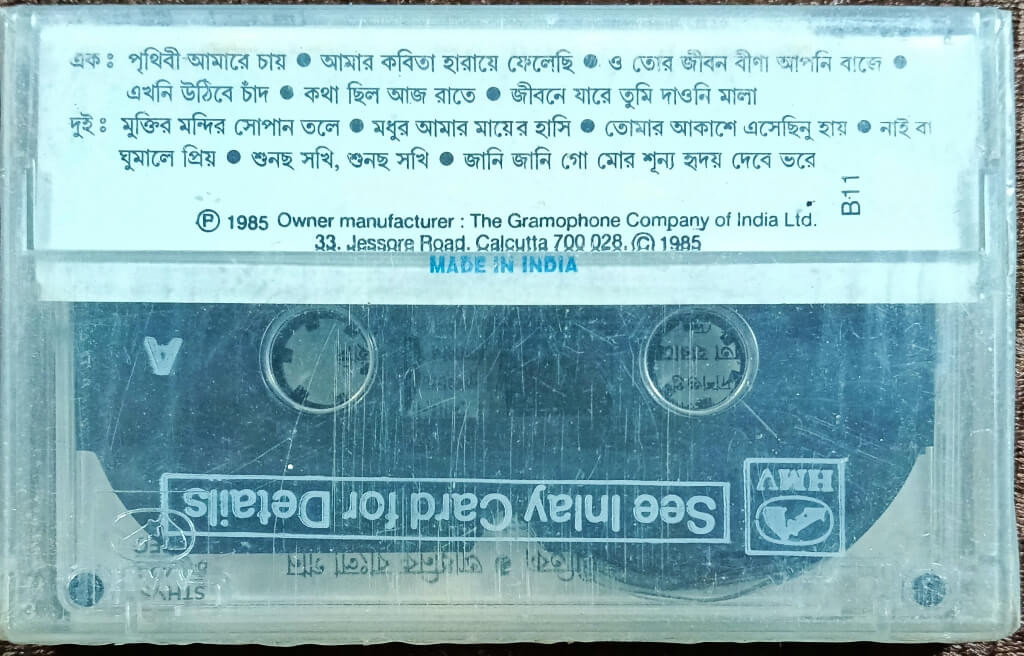 এক: পৃথিবী আমারে চায় ● আমার কবিতা হারায়ে ফেলেছি ● ও তোর জীবন বীণা আপনি বাজে ●
এখনি উঠিবে চাঁদ ● কথা ছিল আজ রাতে ● জীবনে যারে তুমি দাওনি মালা
দুই: মুক্তির মন্দির সোপান তলে ● মধুর আমার মায়ের হাসি ● তোমার আকাশে এসেছিনু হায় ● নাই বা
ঘুমালে প্রিয় ● শুনছ সখি, শুনছ সখি ● জানি জানি গো মোর শূন্য হৃদয় দেবে ভরে
B11
Ⓟ 1985 Owner manufacturer : The Gramophone Company of India Ltd.
33, Jessore Road, Calcutta 700 028. Ⓒ 1985
MADE IN INDIA
A
HMV
See Inlay Card for Details
আধুনিক বাংলা গান